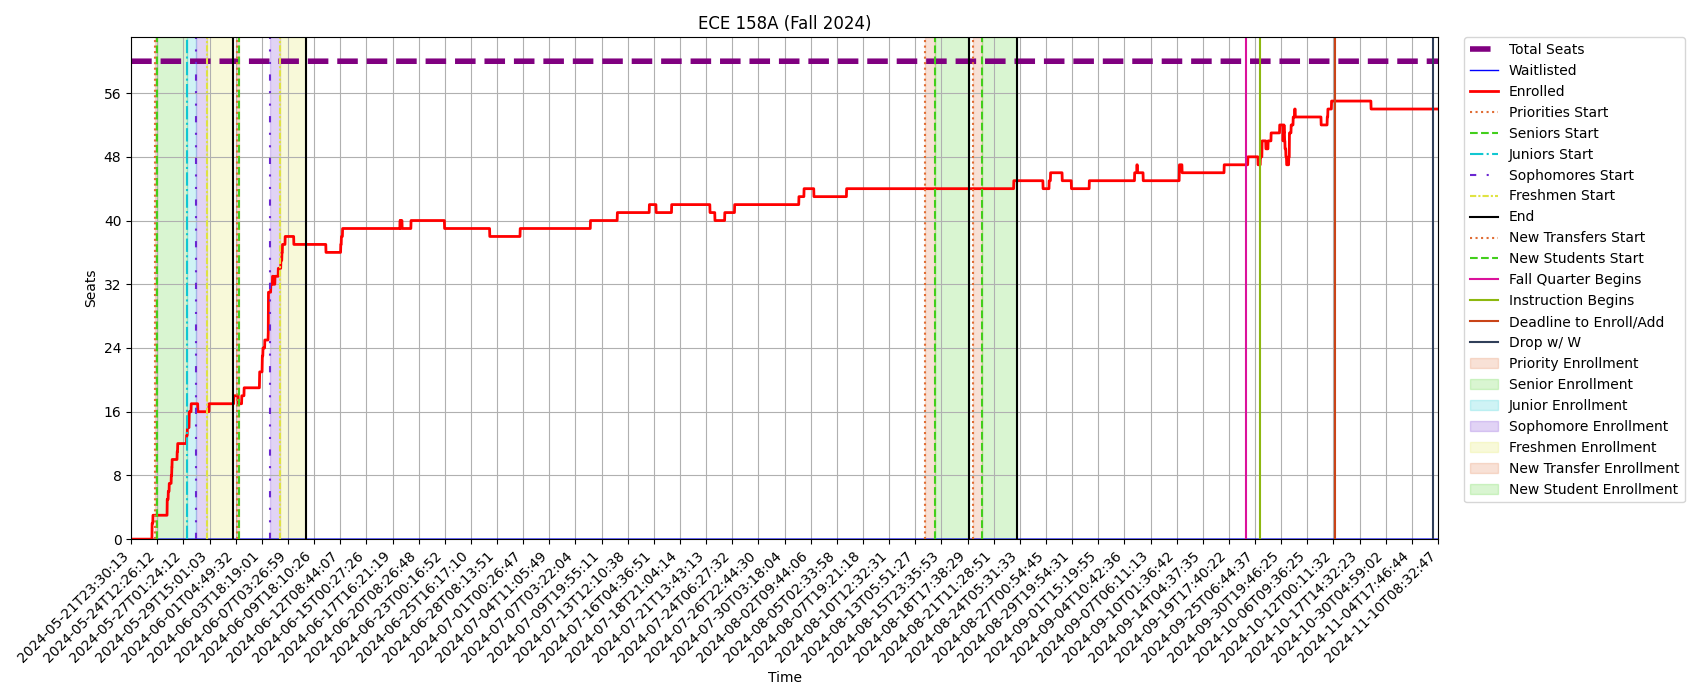 ECE 158A (Fall 2024)
Seats
56
48
40
32
24
16
8
0
2024-05-21T23:30:13
2024-05-24T12:26:12
2024-05-27T01:24:12
2024-05-29T15:01:03
2024-06-01T04:49:32
2024-06-03T18:19:01
2024-06-07T03:26:59
2024-06-09T18:10:26
2024-06-12T08:44:07
2024-06-15T00:27:26
2024-06-17T16:21:19
2024-06-20T08:26:48
2024-06-23T00:16:52
2024-06-25T16:17:10
2024-06-28T08:13:51
2024-07-01T00:26:47
2024-07-04T11:05:49
2024-07-07T03:22:04
2024-07-09T19:55:11
2024-07-13T12:10:38
2024-07-16T04:36:51
2024-07-18T21:04:14
2024-07-21T13:43:13
2024-07-24T06:27:32
2024-07-26T22:44:30
2024-07-30T03:18:04
2024-08-02T09:44:06
2024-08-05T02:33:58
2024-08-07T19:21:18
2024-08-10T12:32:31
2024-08-13T05:51:27
2024-08-15T23:35:53
2024-08-18T17:38:29
2024-08-21T11:28:51
2024-08-24T05:31:33
2024-08-27T00:54:45
2024-08-29T19:54:31
2024-09-01T15:19:55
2024-09-04T10:42:36
2024-09-07T06:11:13
2024-09-10T01:36:42
2024-09-14T04:37:35
2024-09-19T17:40:22
2024-09-25T06:44:37
2024-09-30T19:46:25
2024-10-06T09:36:25
2024-10-12T00:11:32
2024-10-17T14:32:23
2024-10-30T04:59:02
2024-11-04T17:46:44
2024-11-10T08:32:47
Time
Total Seats
Waitlisted
Enrolled
Priorities Start
Seniors Start
Juniors Start
Sophomores Start
Freshmen Start
End
New Transfers Start
New Students Start
Fall Quarter Begins
Instruction Begins
Deadline to Enroll/Add
Drop w/ W
Priority Enrollment
Senior Enrollment
Junior Enrollment
Sophomore Enrollment
Freshmen Enrollment
New Transfer Enrollment
New Student Enrollment